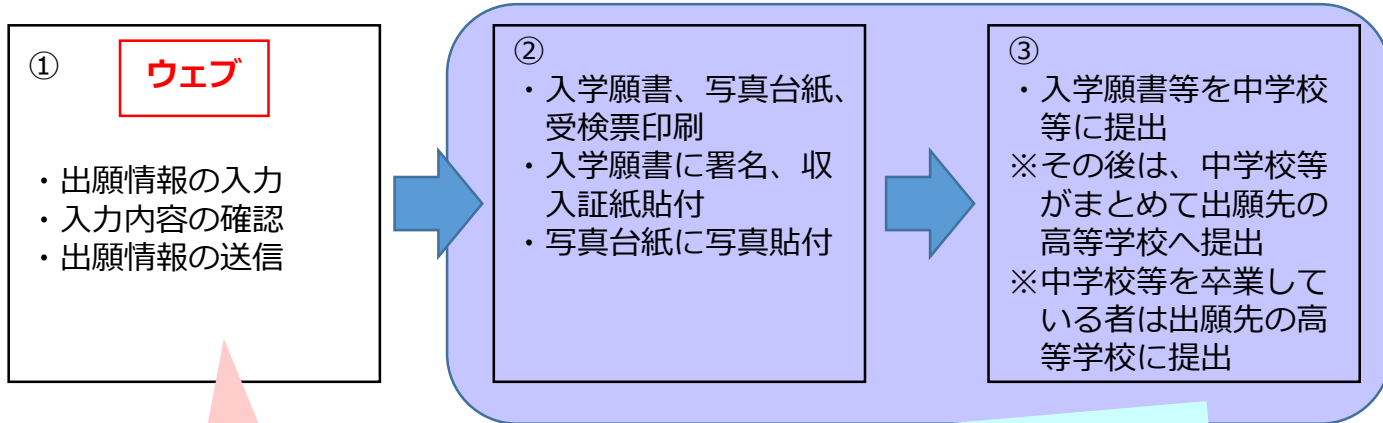 ①
ウェブ
・出願情報の入力
・入力内容の確認
・出願情報の送信
②
・入学願書、写真台紙、
受検票印刷
・入学願書に署名、収
入証紙貼付
・写真台紙に写真貼付
③
・入学願書等を中学校
等に提出
※その後は、中学校等
がまとめて出願先の
高等学校へ提出
※中学校等を卒業して
いる者は出願先の高
等学校に提出